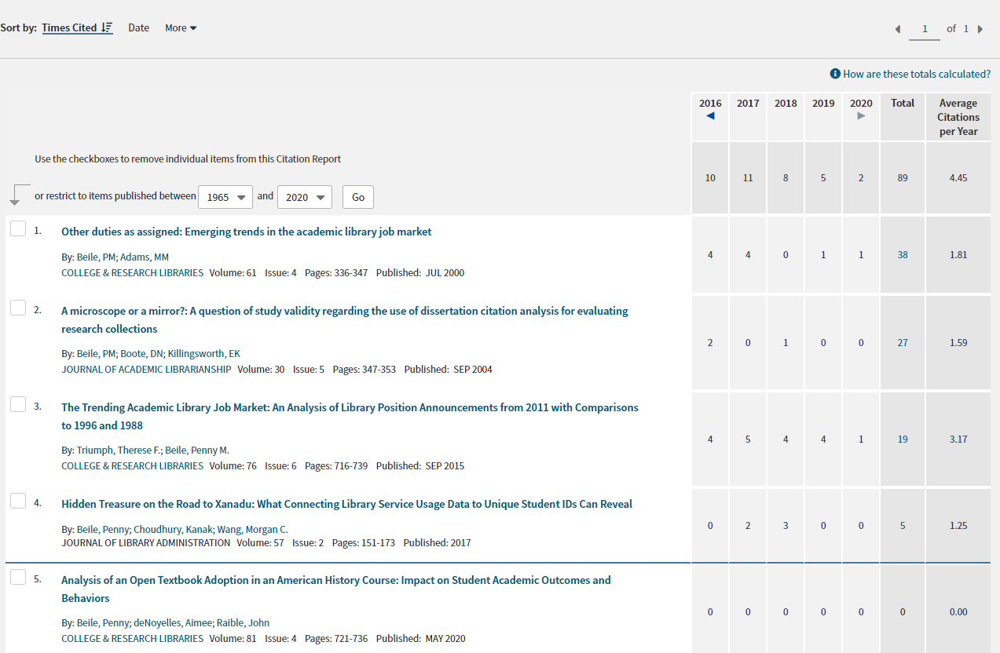 Sort by: Times Cited Date More
1 of 1
How are these totals calculated?
2016 2017 2018 2019 2020 Total Average Citations per Year
Use the checkboxes to remove individual items from this Citation Report
or restrict to items published between 1965 and 2020 Go
10 11 8 5 2 89 4.45
1. Other duties as assigned: Emerging trends in the academic library job market
By: Beile, PM; Adams, MM
COLLEGE & RESEARCH LIBRARIES Volume: 61 Issue: 4 Pages: 336-347 Published: JUL 2000
4 4 0 1 1 38 1.81
2. A microscope or a mirror?: A question of study validity regarding the use of dissertation citation analysis for evaluating
research collections
By: Beile, PM; Boote, DN; Killingsworth, EK
JOURNAL OF ACADEMIC LIBRARIANSHIP Volume: 30 Issue: 5 Pages: 347-353 Published: SEP 2004
2 0 1 0 0 27 1.59
3. The Trending Academic Library Job Market: An Analysis of Library Position Announcements from 2011 with Comparisons
to 1996 and 1988
By: Triumph, Therese F.; Beile, Penny M.
COLLEGE & RESEARCH LIBRARIES Volume: 76 Issue: 6 Pages: 716-739 Published: SEP 2015
4 5 4 4 1 19 3.17
4. Hidden Treasure on the Road to Xanadu: What Connecting Library Service Usage Data to Unique Student IDs Can Reveal
By: Beile, Penny; Choudhury, Kanak; Wang, Morgan C.
JOURNAL OF LIBRARY ADMINISTRATION Volume: 57 Issue: 2 Pages: 151-173 Published: 2017
0 2 3 0 0 5 1.25
5. Analysis of an Open Textbook Adoption in an American History Course: Impact on Student Academic Outcomes and
Behaviors
By: Beile, Penny; deNoyelles, Aimee; Raible, John
COLLEGE & RESEARCH LIBRARIES Volume: 81 Issue: 4 Pages: 721-736 Published: MAY 2020
0 0 0 0 0 0 0.00